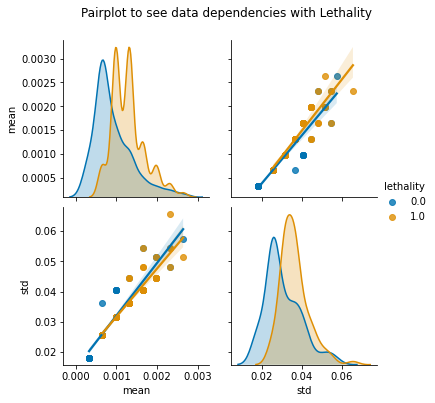 Pairplot to see data dependencies with Lethality
0.0030
0.0025
0.0020
0.0015
0.0010
0.0005
mean
lethality
0.0
1.0
0.06
0.05
0.04
0.03
0.02
std
0.000 0.001 0.002 0.003
mean
0.02 0.04 0.06
std